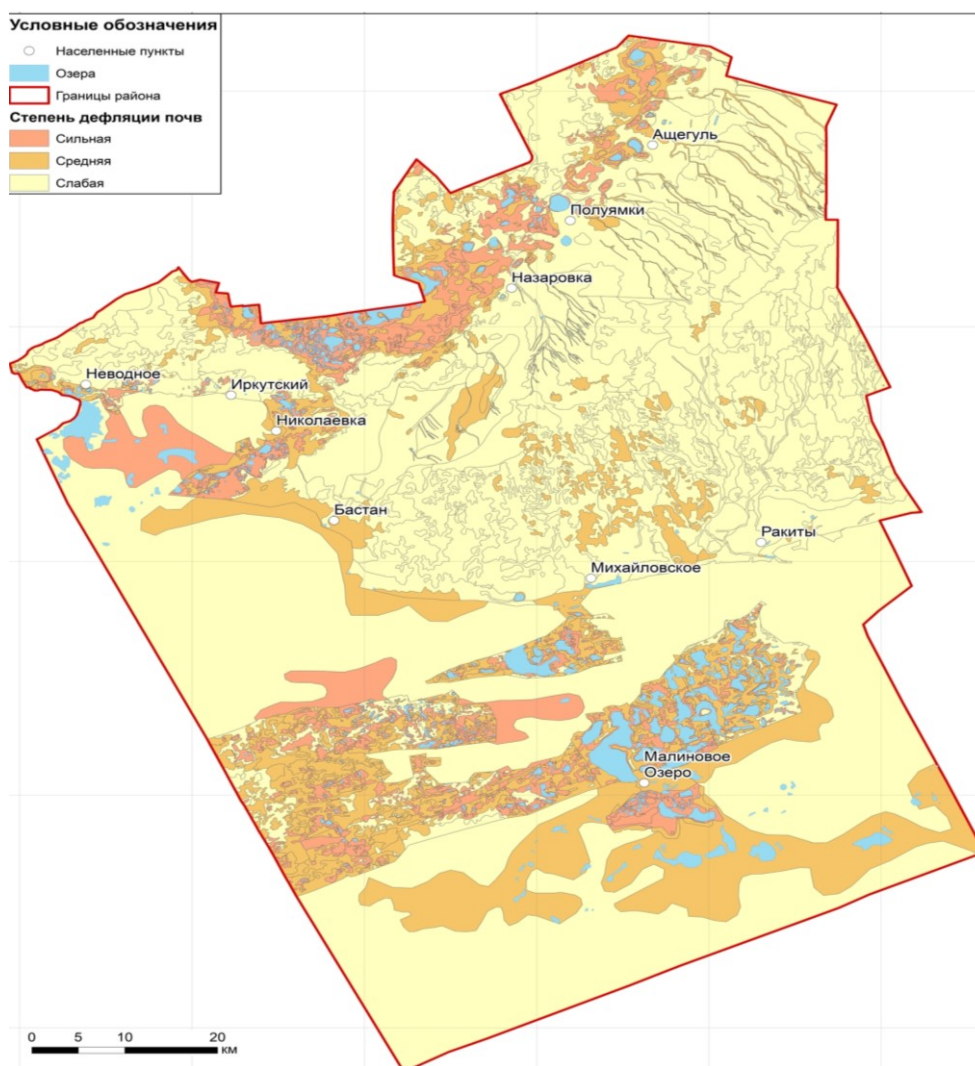 Условные обозначения
Населенные пункты
Озера
Границы района
Степень дефляции почв
Сильная
Средняя
Слабая
Ащегуль
Полуямки
Назаровка
Неводное
Иркутский
Николаевка
Бастан
Ракиты
Михайловское
Малиновое
Озеро
0 5 10 20
км